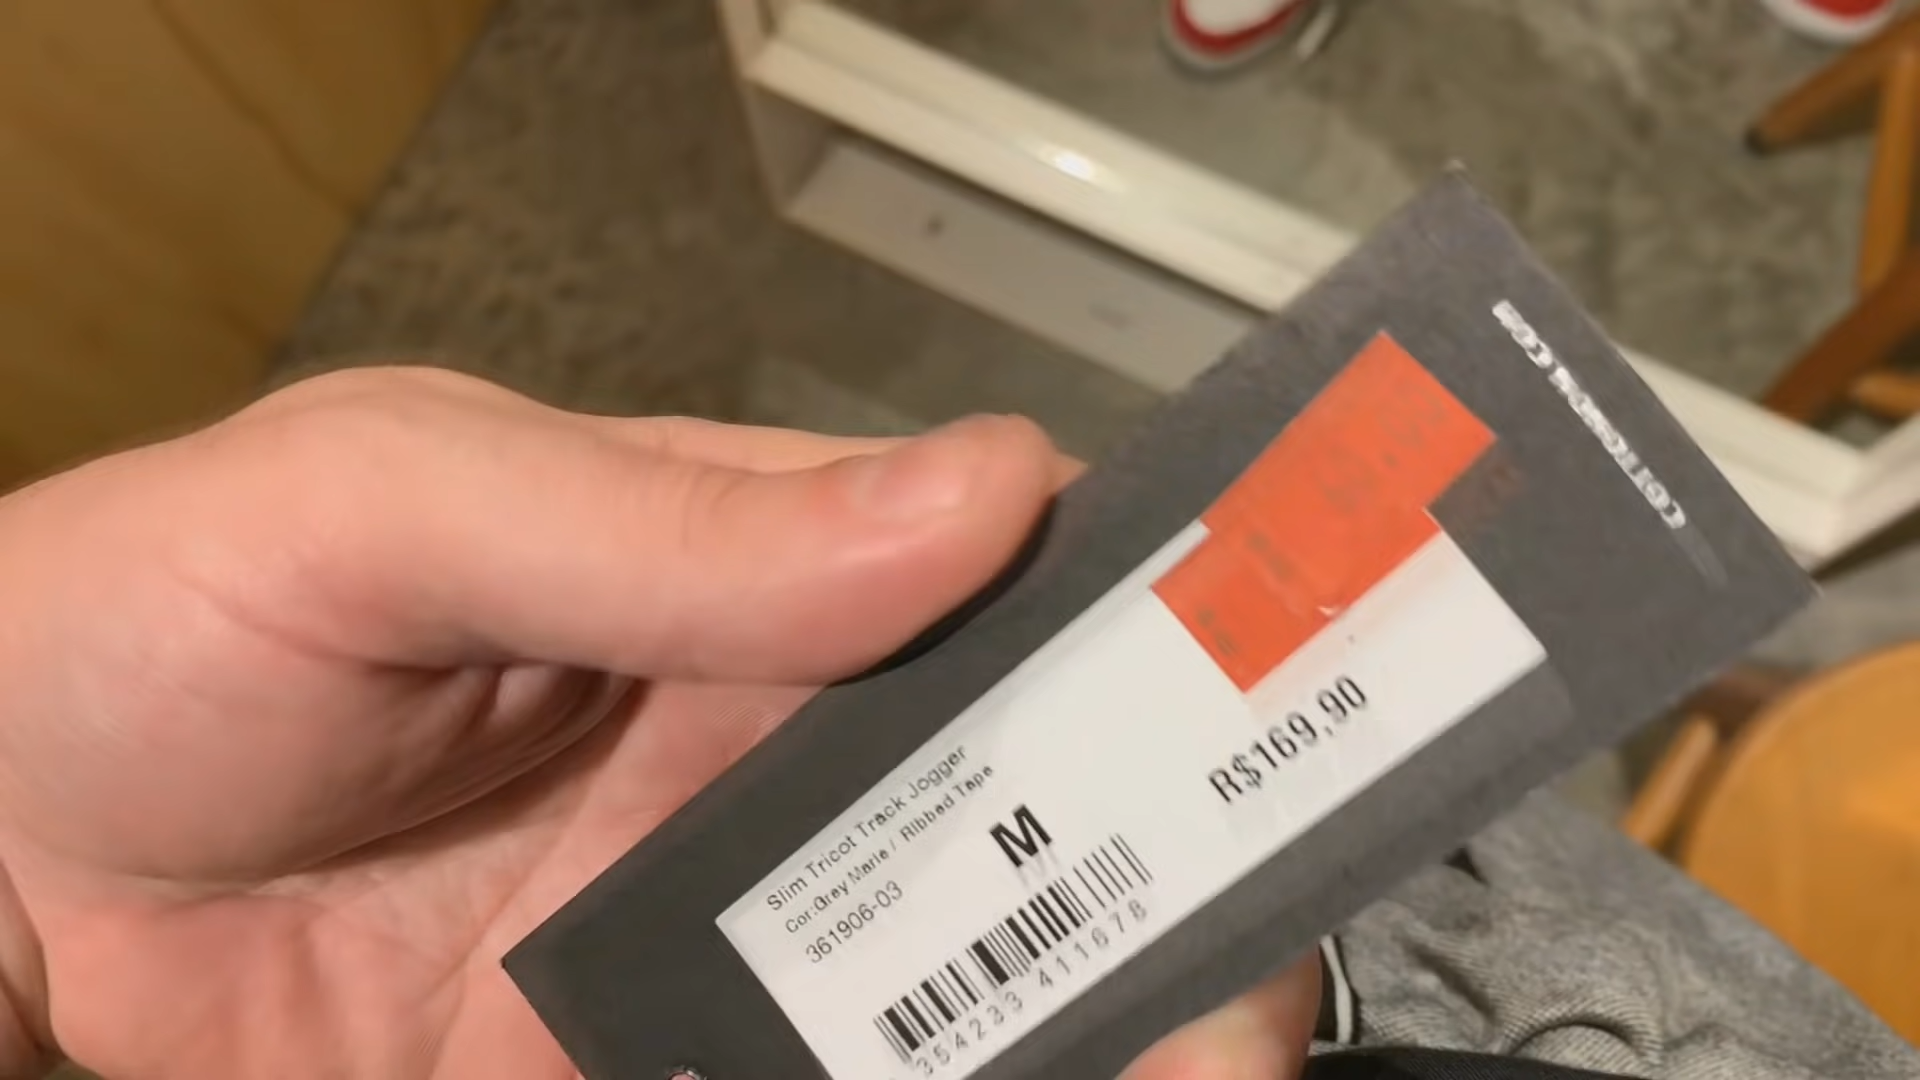 Slim Tricot Track Jogger
Cor:Grey Marle / Ribbed Tape
361906-03
M
354233 411678
R$169,90